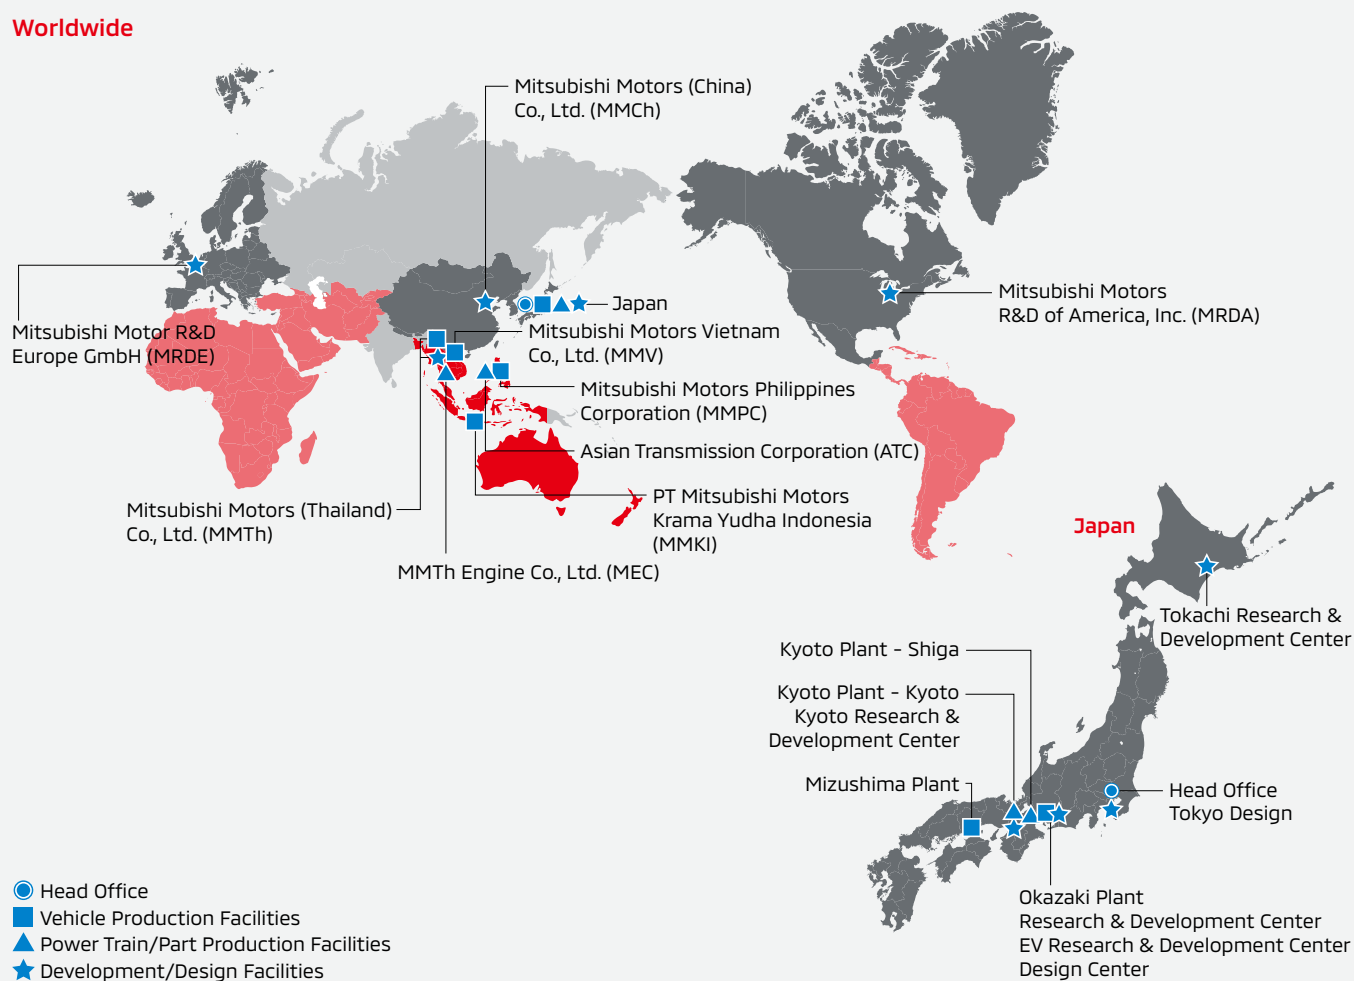 Worldwide
Mitsubishi Motors (China)
Co., Ltd. (MMCh)
Japan
Mitsubishi Motors
R&D of America, Inc. (MRDA)
Mitsubishi Motor R&D
Europe GmbH (MRDE)
Mitsubishi Motors Vietnam
Co., Ltd. (MMV)
Mitsubishi Motors Philippines
Corporation (MMPC)
Asian Transmission Corporation (ATC)
Mitsubishi Motors (Thailand)
Co., Ltd. (MMTh)
PT Mitsubishi Motors
Krama Yudha Indonesia
(MMKI)
MMTh Engine Co., Ltd. (MEC)
Japan
Tokachi Research &
Development Center
Kyoto Plant - Shiga
Kyoto Plant - Kyoto
Kyoto Research &
Development Center
Mizushima Plant
Head Office
Tokyo Design
Okazaki Plant
Research & Development Center
EV Research & Development Center
Design Center
Head Office
Vehicle Production Facilities
Power Train/Part Production Facilities
Development/Design Facilities